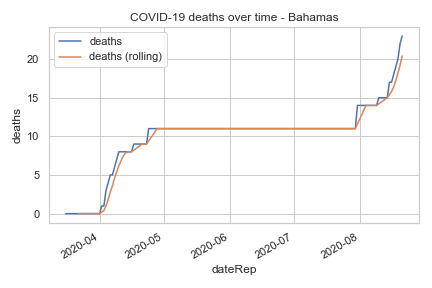 COVID-19 deaths over time - Bahamas
deaths
deaths (rolling)
20
15
10
5
0
deaths
2020-04
2020-05
2020-06
2020-07
2020-08
dateRep